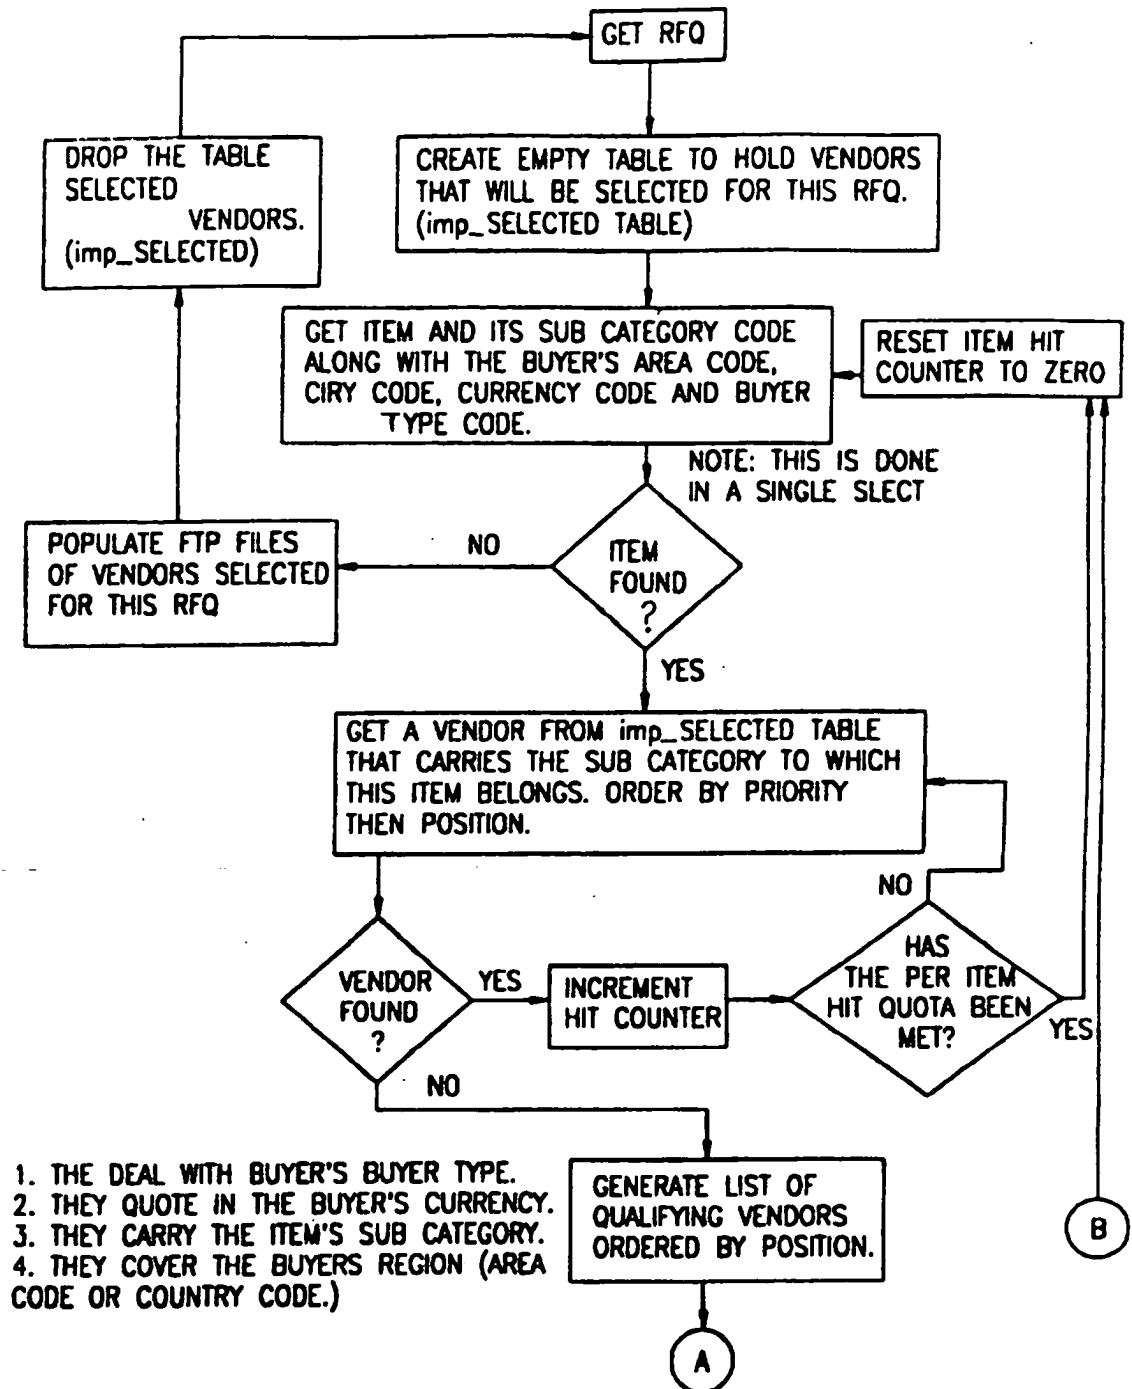 GET RFQ
DROP THE TABLE
SELECTED
VENDORS.
(imp_SELECTED)
CREATE EMPTY TABLE TO HOLD VENDORS
THAT WILL BE SELECTED FOR THIS RFQ.
(imp_SELECTED TABLE)
GET ITEM AND ITS SUB CATEGORY CODE
ALONG WITH THE BUYER'S AREA CODE,
CIRY CODE, CURRENCY CODE AND BUYER
TYPE CODE.
RESET ITEM HIT
COUNTER TO ZERO
NOTE: THIS IS DONE
IN A SINGLE SLECT
POPULATE FTP FILES
OF VENDORS SELECTED
FOR THIS RFQ
NO
ITEM
FOUND
?
YES
GET A VENDOR FROM imp_SELECTED TABLE
THAT CARRIES THE SUB CATEGORY TO WHICH
THIS ITEM BELONGS. ORDER BY PRIORITY
THEN POSITION.
NO
VENDOR
FOUND
?
YES
INCREMENT
HIT COUNTER
HAS
THE PER ITEM
HIT QUOTA BEEN
MET?
YES
NO
1. THE DEAL WITH BUYER'S BUYER TYPE.
2. THEY QUOTE IN THE BUYER'S CURRENCY.
3. THEY CARRY THE ITEM'S SUB CATEGORY.
4. THEY COVER THE BUYERS REGION (AREA
CODE OR COUNTRY CODE.)
GENERATE LIST OF
QUALIFYING VENDORS
ORDERED BY POSITION.
B
A